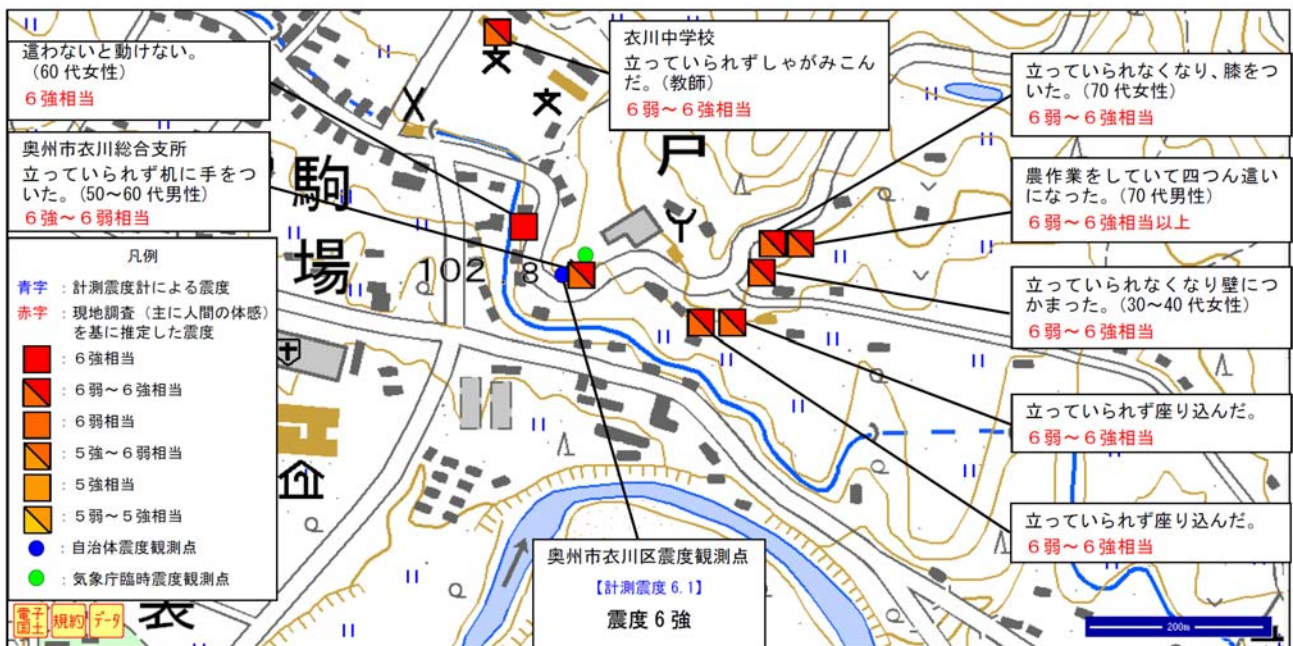 這わないと動けない。
（60代女性）
６強相当
奥州市衣川総合支所
立っていられず机に手をつ
いた。（50～60代男性）
６強～６弱相当
衣川中学校
立っていられずしゃがみこん
だ。（教師）
６弱～６強相当
立っていられなくなり、膝をつ
いた。（70代女性）
６弱～６強相当
農作業をしていて四つん這い
になった。（70代男性）
６弱～６強相当以上
立っていられなくなり壁につ
かまった。（30～40代女性）
６弱～６強相当
立っていられず座り込んだ。
６弱～６強相当
立っていられず座り込んだ。
６弱～６強相当
奥州市衣川区震度観測点
【計測震度 6.1】
震度６強
凡例
青字：計測震度計による震度
赤字：現地調査（主に人間の体感）
を基に推定した震度
：６強相当
：６弱～６強相当
：６弱相当
：５強～６弱相当
：５強相当
：５弱～５強相当
：自治体震度観測点
：気象庁臨時震度観測点
電子
国土
規約
データ
駒
場
戸
102
8
衣
200m